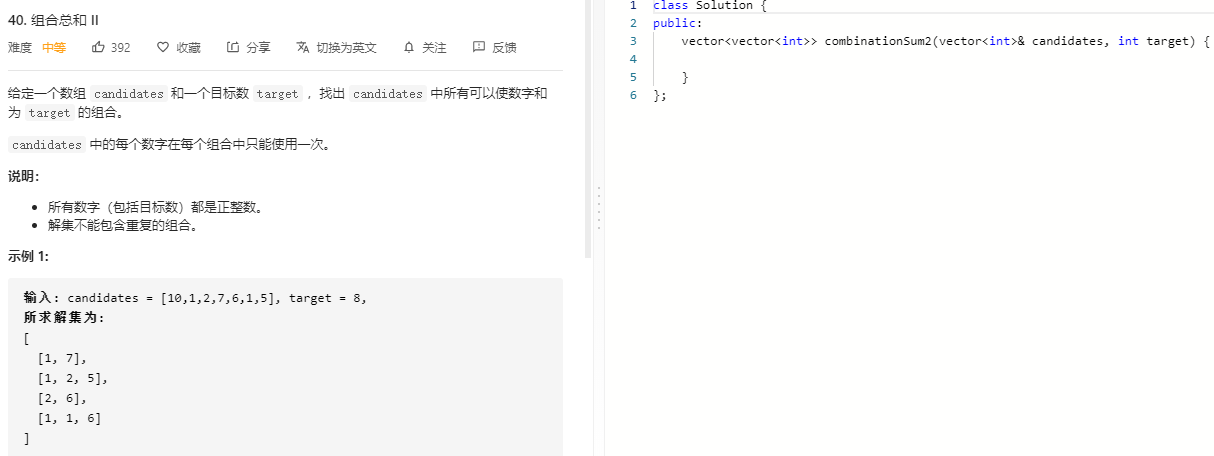 40. 组合总和 II
难度 中等 392 收藏 分享 切换为英文 关注 反馈
给定一个数组 candidates 和一个目标数 target ，找出 candidates 中所有可以使数字和
为 target 的组合。
candidates 中的每个数字在每个组合中只能使用一次。
说明：
• 所有数字（包括目标数）都是正整数。
• 解集不能包含重复的组合。
示例 1:
输入: candidates = [10,1,2,7,6,1,5], target = 8,
所求解集为:
[
[1, 7],
[1, 2, 5],
[2, 6],
[1, 1, 6]
]
1 class Solution {
2 public:
3 vector<vector<int>> combinationSum2(vector<int>& candidates, int target) {
4
5 }
6 };